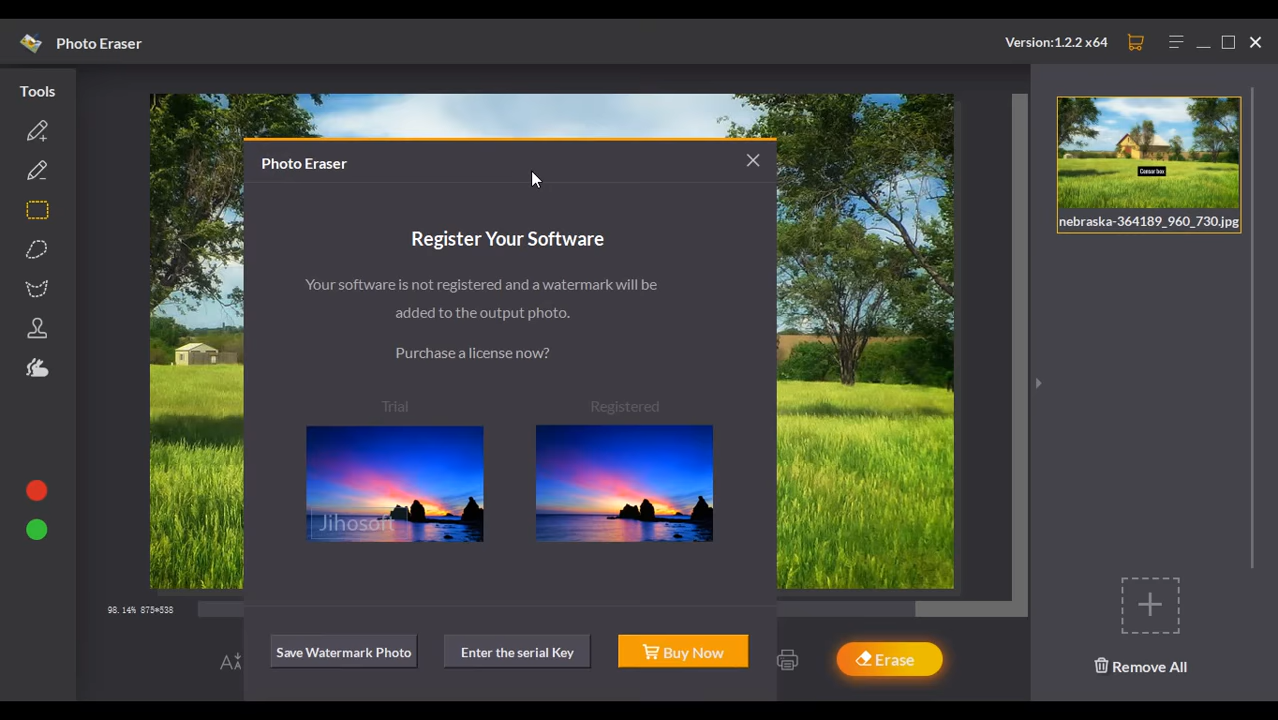 Photo Eraser
Version:1.2.2 x64
Tools
Photo Eraser
Register Your Software
Your software is not registered and a watermark will be
added to the output photo.
Purchase a license now?
Trial
Registered
Jihosoft
Save Watermark Photo
Enter the serial Key
Buy Now
98.14% 875*538
Erase
Censor box
nebraska-364189_960_730.jpg
Remove All